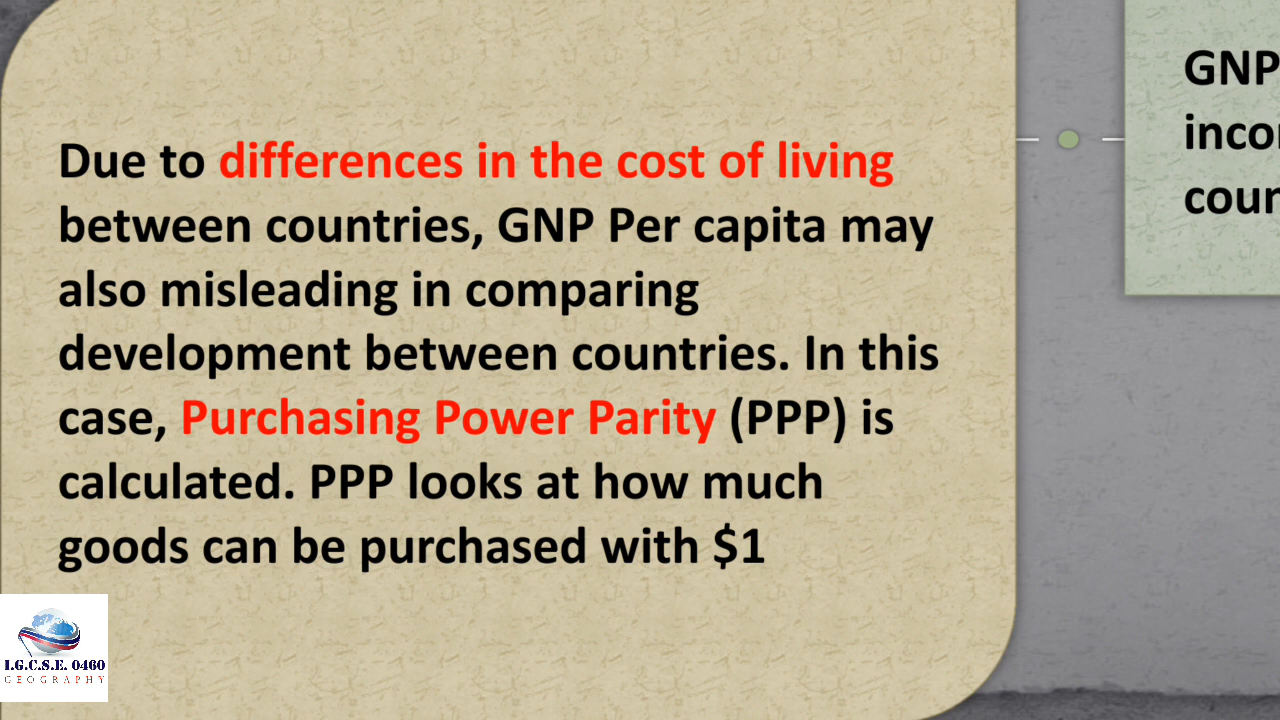 Due to differences in the cost of living
between countries, GNP Per capita may
also misleading in comparing
development between countries. In this
case, Purchasing Power Parity (PPP) is
calculated. PPP looks at how much
goods can be purchased with $1
GNP
I.G.C.S.E. 0460
GEOGRAPHY